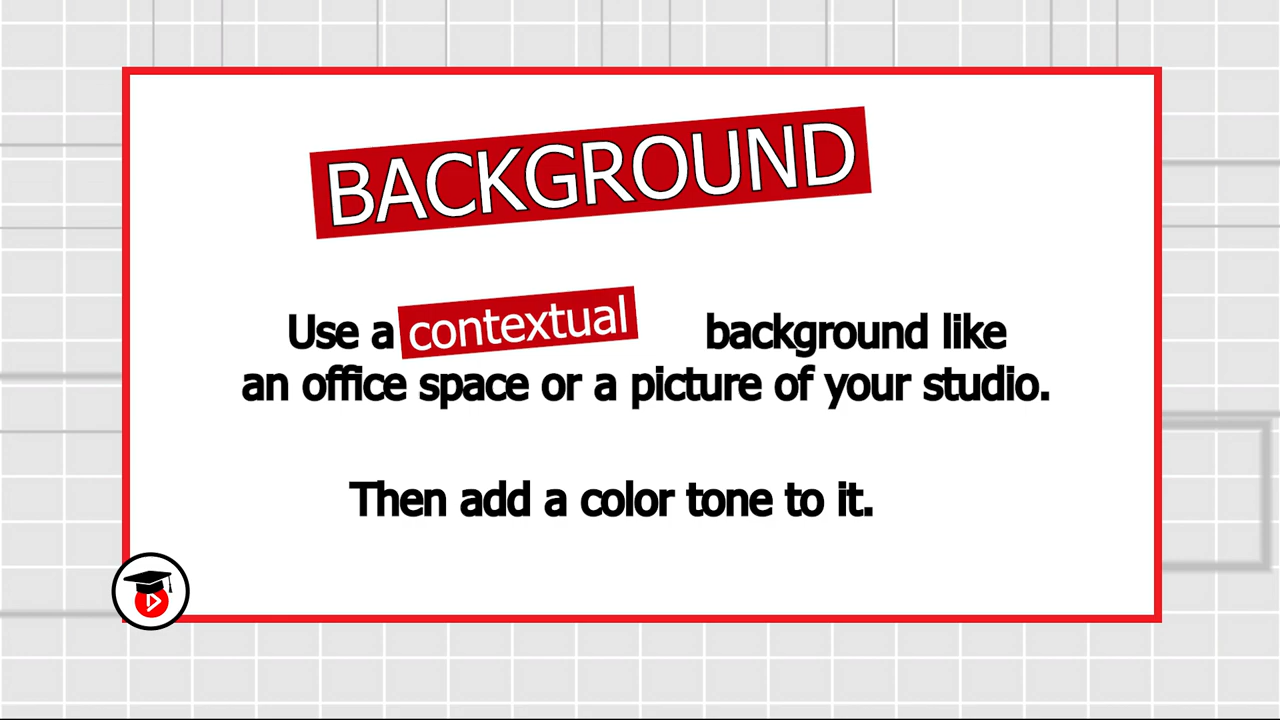 BACKGROUND
Use a contextual background like
an office space or a picture of your studio.
Then add a color tone to it.